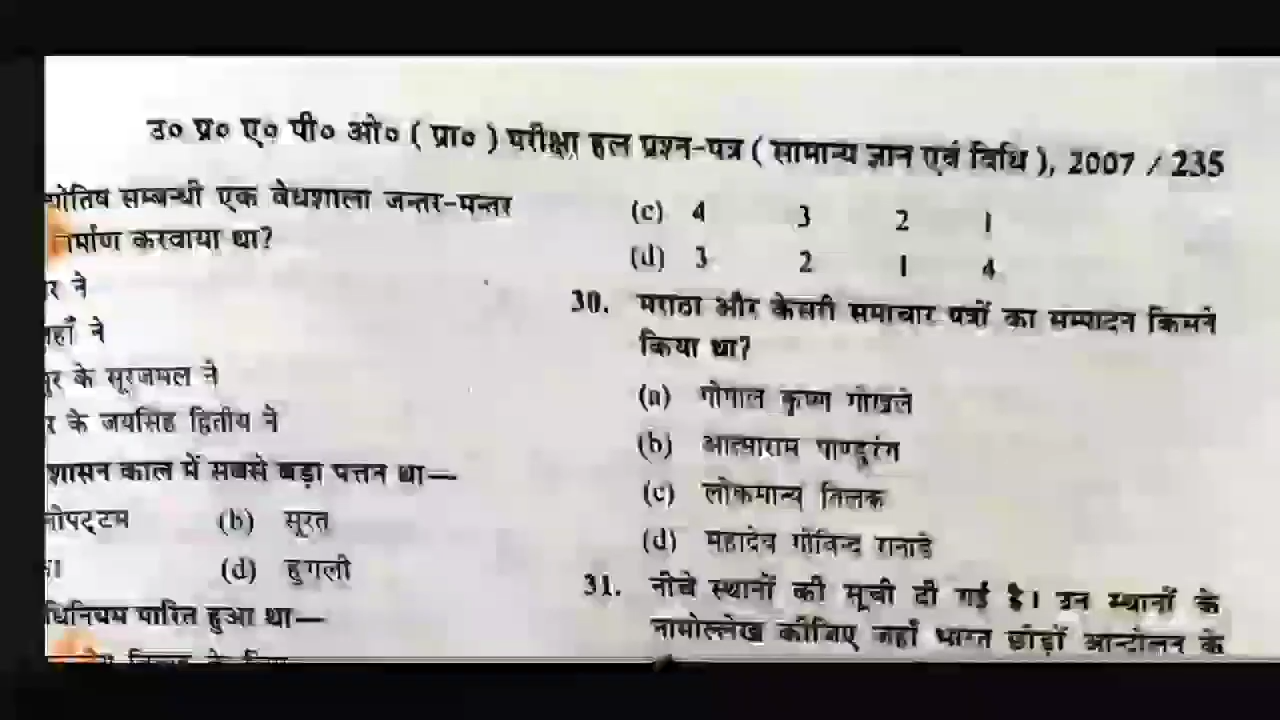 उ० प्र० ए० पी० ओ० ( प्रा० ) परीक्षा हल प्रश्न-पत्र ( सामान्य ज्ञान एवं विधि ), 2007 / 235
सम्बन्धी एक वेधशाला जन्तर-मन्तर
करवाया था?
ने
ने
के सूरजमल ने
के जयसिंह द्वितीय ने
शासन काल में सबसे बड़ा पत्तन था—
(b) सूरत
(d) हुगली
पारित हुआ था—
(c) 4 3 2 1
(d) 3 2 1 4
30. मराठा और केसरी समाचार पत्रों का सम्पादन किसने
किया था?
(a) गोपाल कृष्ण गोखले
(b) आत्माराम पाण्डुरंग
(c) लोकमान्य तिलक
(d) महादेव गोविन्द रानाडे
31. नीचे स्थानों की सूची दी गई है। उन स्थानों के
नामोल्लेख कीजिए जहाँ भारत छोड़ों आन्दोलन के